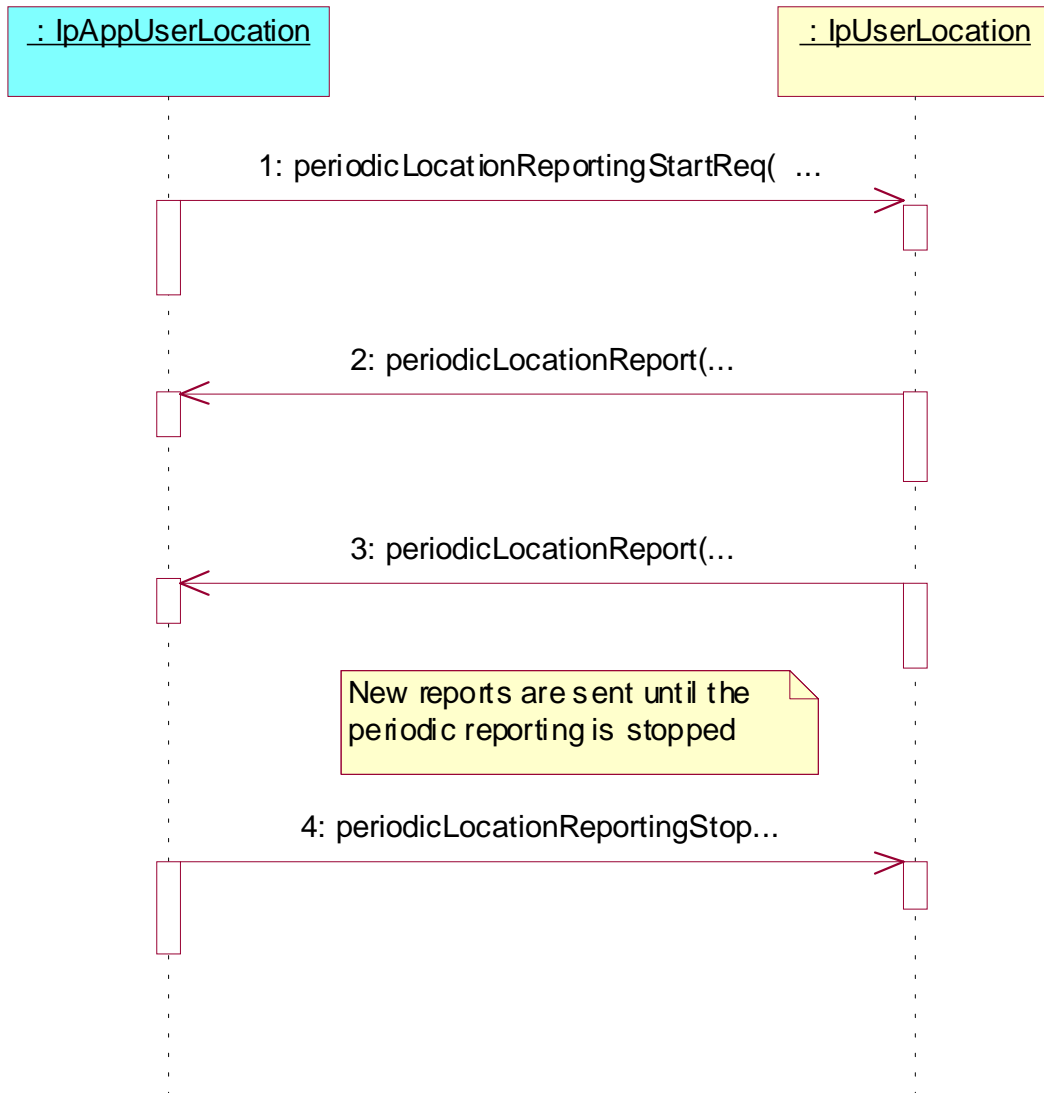 : IpAppUserLocation
: IpUserLocation
1: periodicLocationReportingStartReq( ...
2: periodicLocationReport(...
3: periodicLocationReport(...
New reports are sent until the
periodic reporting is stopped
4: periodicLocationReportingStop...